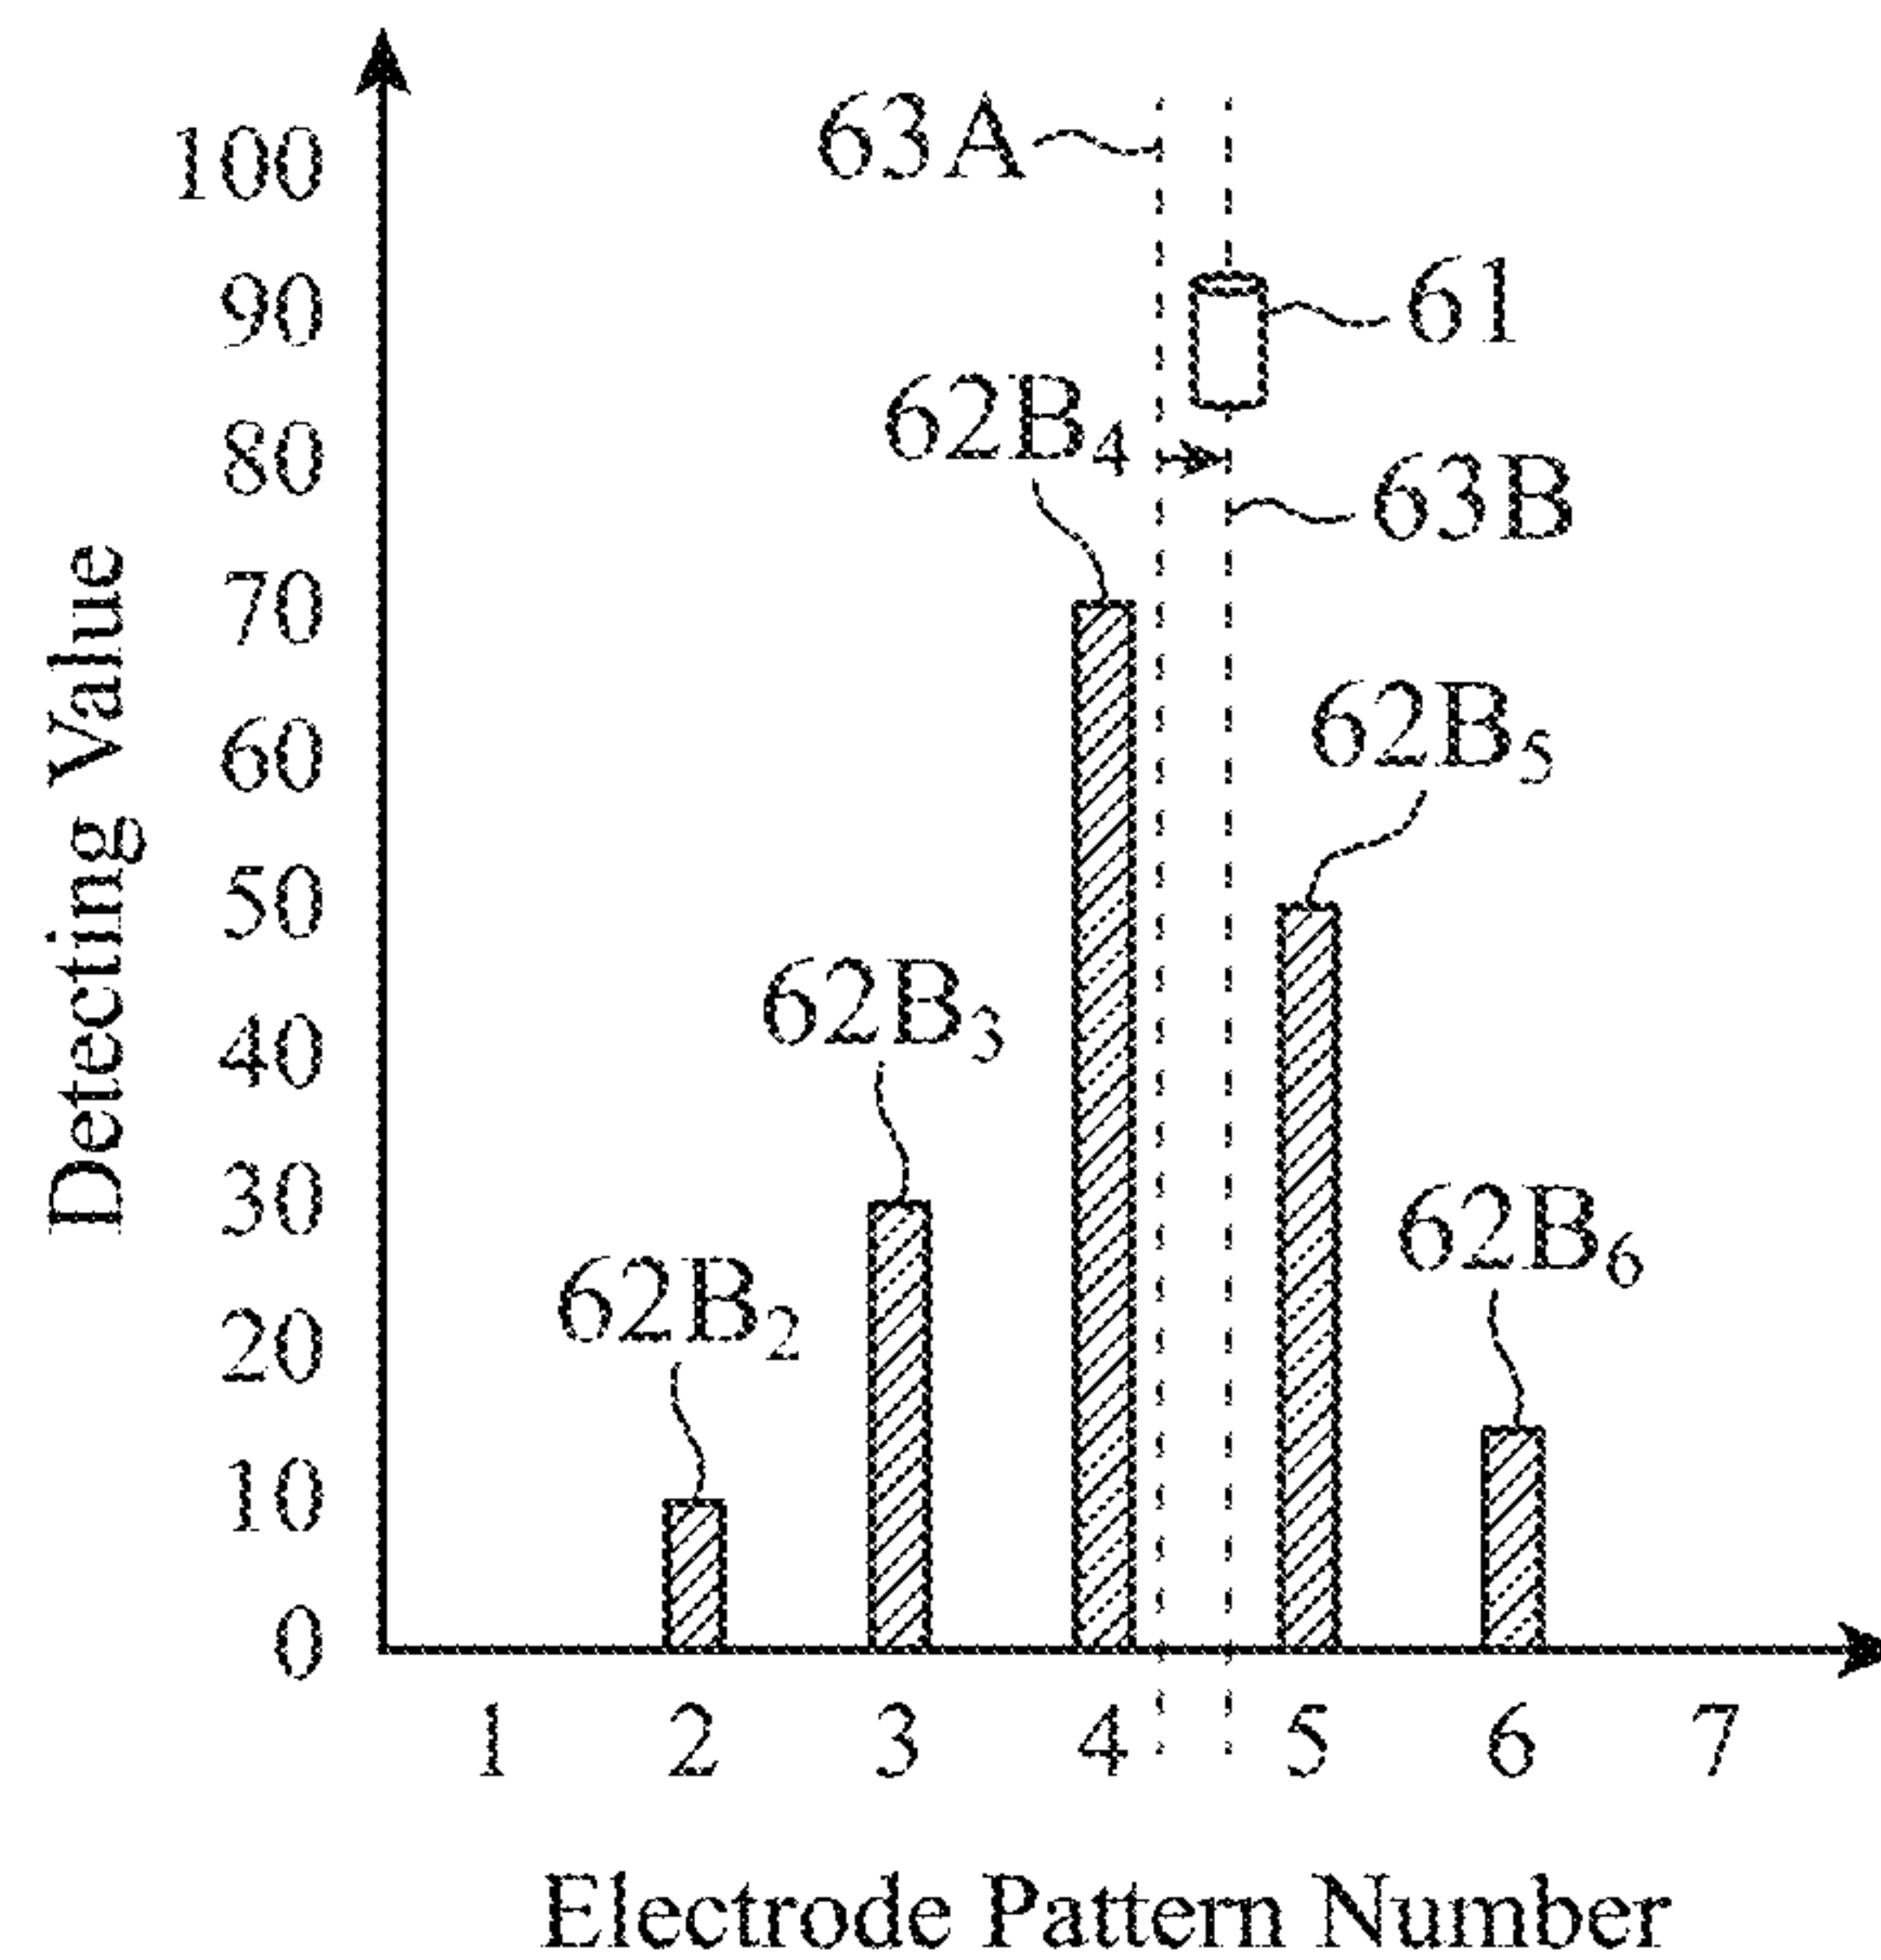 100
90
80
70
60
50
40
30
20
10
0
Detecting Value
63A
61
62B4
63B
62B5
62B3
62B6
62B2
1 2 3 4 5 6 7
Electrode Pattern Number